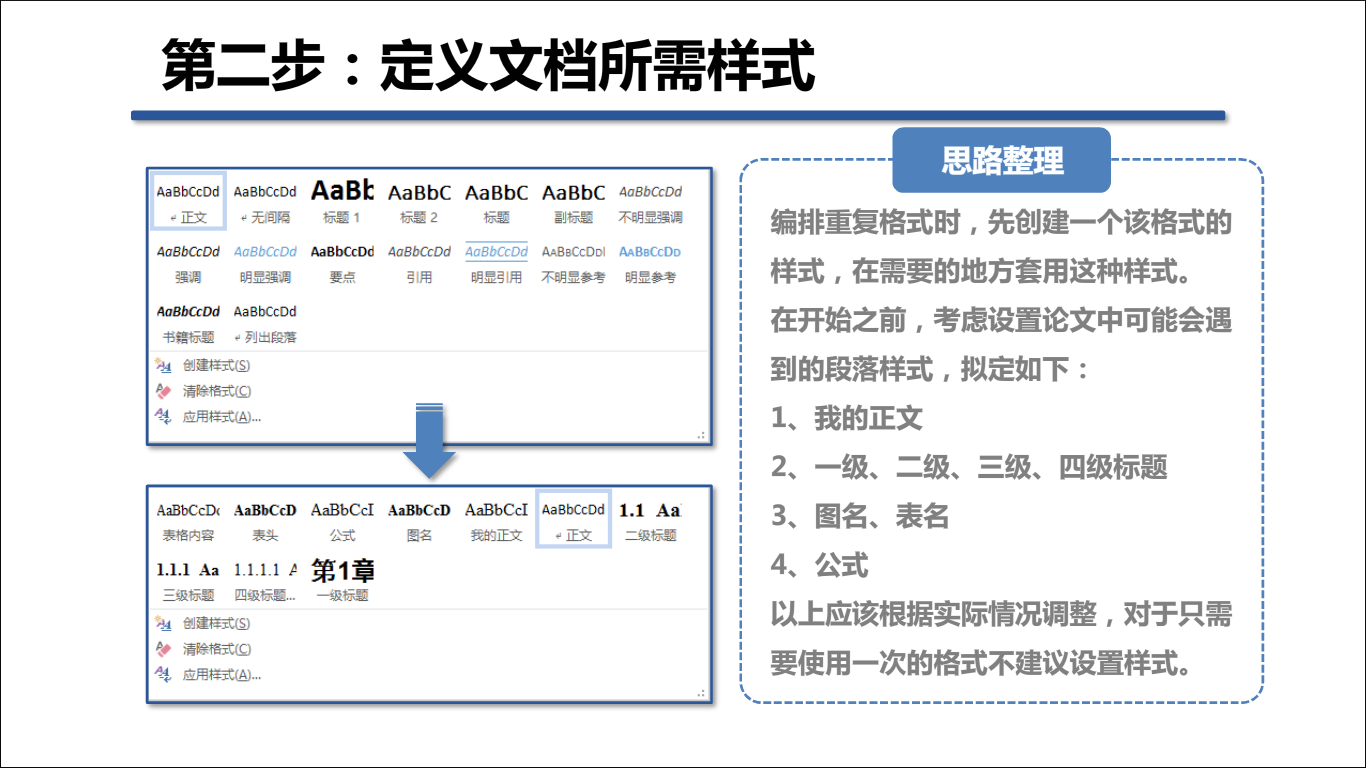 第二步：定义文档所需样式
AaBbCcDd AaBbCcDd AaBb AaBbC AaBbC AaBbC AaBbCcDd
↵ 正文 ↵ 无间隔 标题 1 标题 2 标题 副标题 不明显强调
AaBbCcDd AaBbCcDd AaBbCcDd AaBbCcDd AaBbCcDd AaBbCcDd AaBbCcDd
强调 明显强调 要点 引用 明显引用 不明显参考 明显参考
AaBbCcDd AaBbCcDd
书籍标题 ↵ 列出段落
创建样式(S)
清除格式(C)
应用样式(A)...
AaBbCcDc AaBbCcD AaBbCcI AaBbCcD AaBbCcI AaBbCcDd 1.1 Aa
表格内容 表头 公式 图名 我的正文 ↵ 正文 二级标题
1.1.1 Aa 1.1.1.1 A 第1章
三级标题 四级标题... 一级标题
创建样式(S)
清除格式(C)
应用样式(A)...
思路整理
编排重复格式时，先创建一个该格式的
样式，在需要的地方套用这种样式。
在开始之前，考虑设置论文中可能会遇
到的段落样式，拟定如下：
1、我的正文
2、一级、二级、三级、四级标题
3、图名、表名
4、公式
以上应该根据实际情况调整，对于只需
要使用一次的格式不建议设置样式。